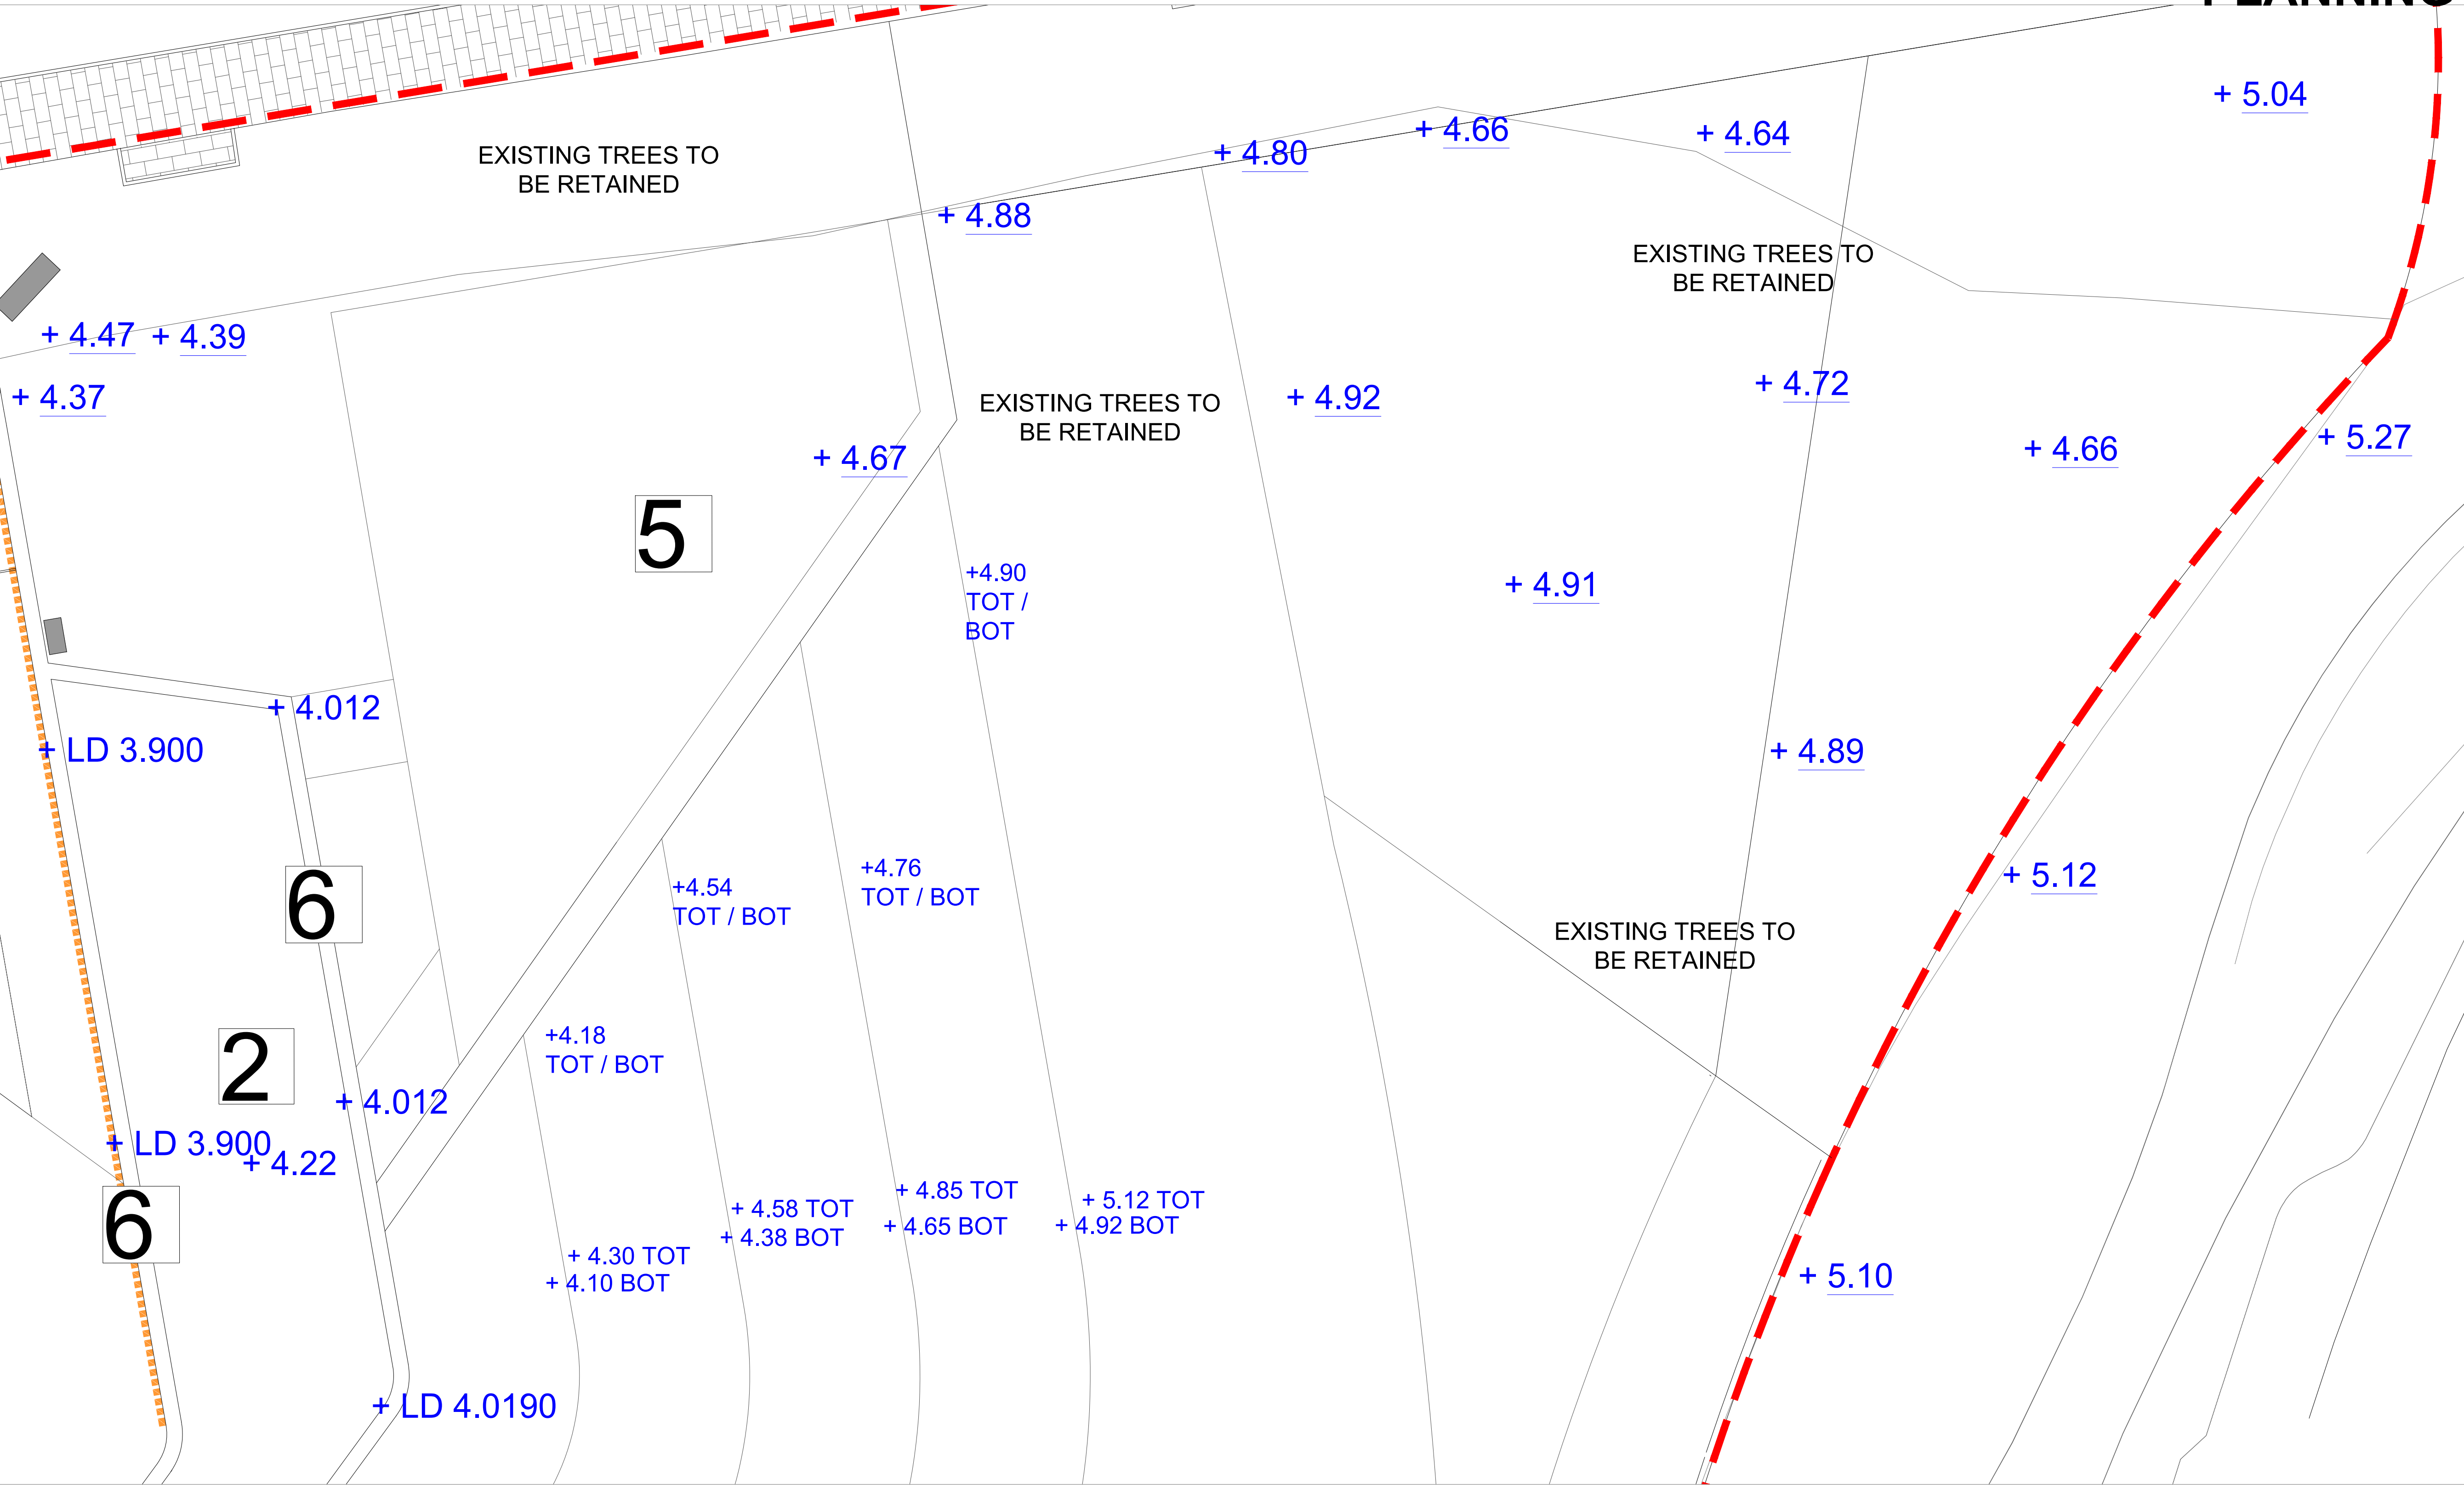 + 5.04
+ 4.66
+ 4.64
+ 4.80
EXISTING TREES TO
BE RETAINED
+ 4.88
EXISTING TREES TO
BE RETAINED
+ 4.47
+ 4.39
+ 4.37
EXISTING TREES TO
BE RETAINED
+ 4.92
+ 4.72
+ 4.67
+ 4.66
+ 5.27
5
+4.90
TOT /
BOT
+ 4.91
+ 4.012
+ LD 3.900
+ 4.89
6
+4.54
TOT / BOT
+4.76
TOT / BOT
+ 5.12
EXISTING TREES TO
BE RETAINED
2
+4.18
TOT / BOT
+ 4.012
+ LD 3.900
+ 4.22
6
+ 4.58 TOT
+ 4.38 BOT
+ 4.85 TOT
+ 4.65 BOT
+ 5.12 TOT
+ 4.92 BOT
+ 4.30 TOT
+ 4.10 BOT
+ 5.10
+ LD 4.0190